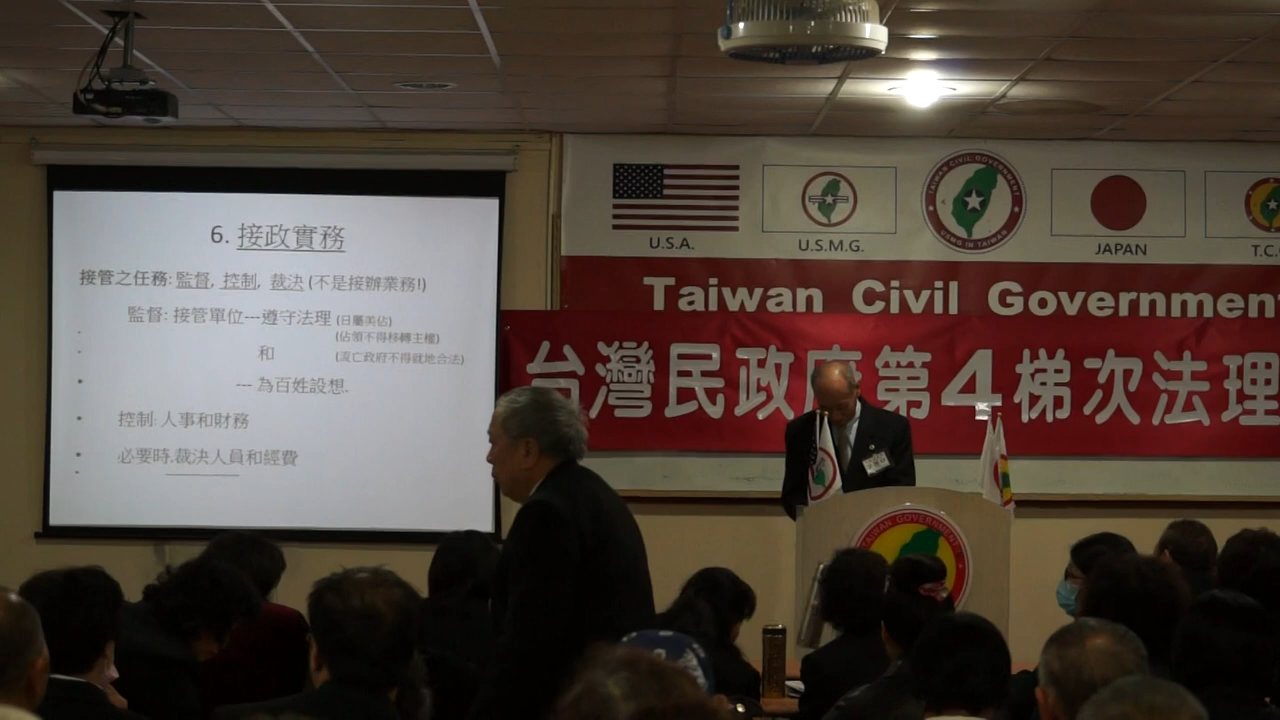 6. 接政實務
接管之任務: 監督, 控制, 裁決 (不是接辦業務!)
監督: 接管單位---遵守法理 (日屬美佔)
(佔領不得移轉主權)
和 (流亡政府不得就地合法)
--- 為百姓設想.
控制: 人事和財務
必要時.裁決人員和經費
U.S.A.
U.S.M.G.
TAIWAN CIVIL GOVERNMENT
USMG IN TAIWAN
JAPAN
T.C.
Taiwan Civil Government
台灣民政府第4梯次法理
TAIWAN GOVERNMENT